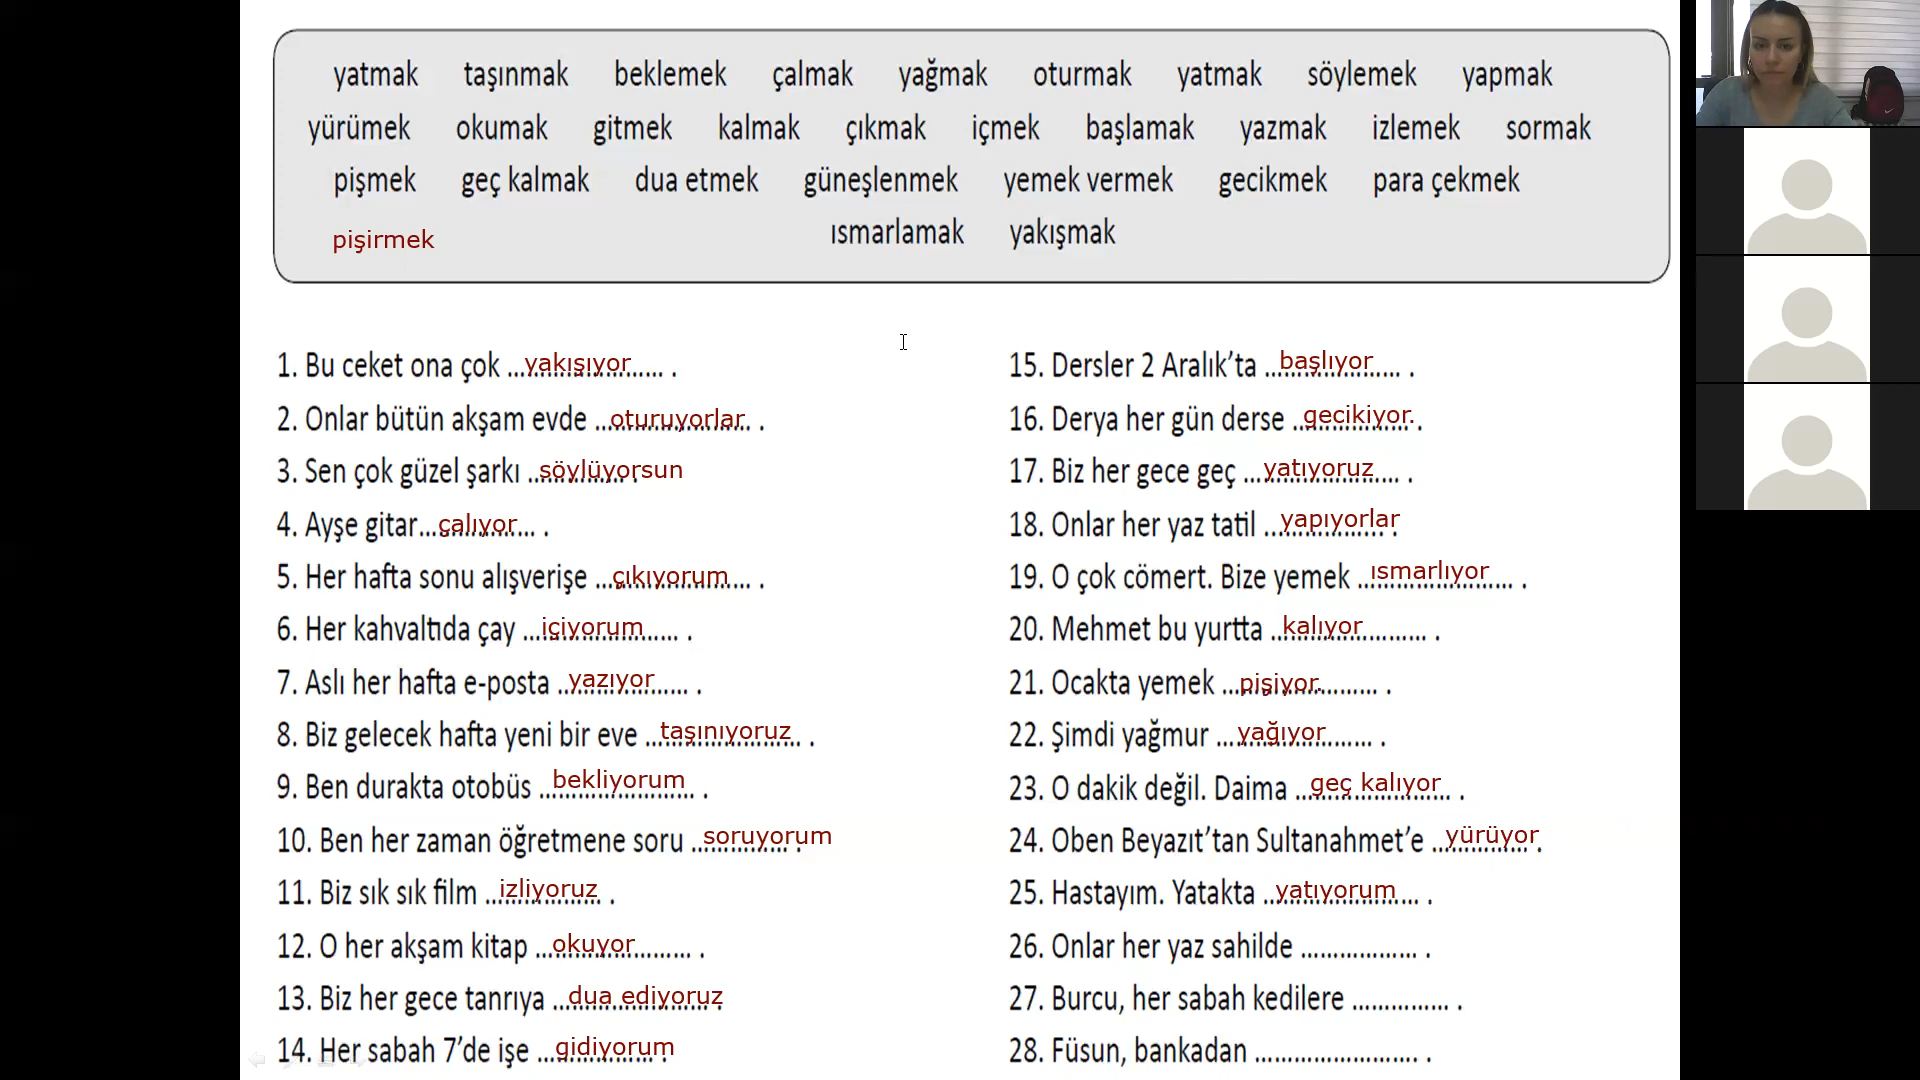 yatmak taşınmak beklemek çalmak yağmak oturmak yatmak söylemek yapmak
yürümek okumak gitmek kalmak çıkmak içmek başlamak yazmak izlemek sormak
pişmek geç kalmak dua etmek güneşlenmek yemek vermek gecikmek para çekmek
pişirmek ısmarlamak yakışmak
1. Bu ceket ona çok ...yakışıyor...... .
2. Onlar bütün akşam evde ...oturuyorlar... .
3. Sen çok güzel şarkı ...söylüyorsun .
4. Ayşe gitar...çalıyor... .
5. Her hafta sonu alışverişe ...çıkıyorum... .
6. Her kahvaltıda çay ...içiyorum...... .
7. Aslı her hafta e-posta ...yazıyor...... .
8. Biz gelecek hafta yeni bir eve ...taşınıyoruz... .
9. Ben durakta otobüs ...bekliyorum... .
10. Ben her zaman öğretmene soru ...soruyorum .
11. Biz sık sık film ...izliyoruz... .
12. O her akşam kitap ...okuyor......... .
13. Biz her gece tanrıya ...dua ediyoruz .
14. Her sabah 7’de işe ...gidiyorum .
15. Dersler 2 Aralık’ta ...başlıyor...... .
16. Derya her gün derse ...gecikiyor. .
17. Biz her gece geç ...yatıyoruz...... .
18. Onlar her yaz tatil ...yapıyorlar .
19. O çok cömert. Bize yemek ...ısmarlıyor...... .
20. Mehmet bu yurtta ...kalıyor......... .
21. Ocakta yemek ...pişiyor.......... .
22. Şimdi yağmur ...yağıyor......... .
23. O dakik değil. Daima ...geç kalıyor... .
24. Oben Beyazıt’tan Sultanahmet’e ...yürüyor .
25. Hastayım. Yatakta ...yatıyorum...... .
26. Onlar her yaz sahilde .................. .
27. Burcu, her sabah kedilere ............... .
28. Füsun, bankadan ......................... .